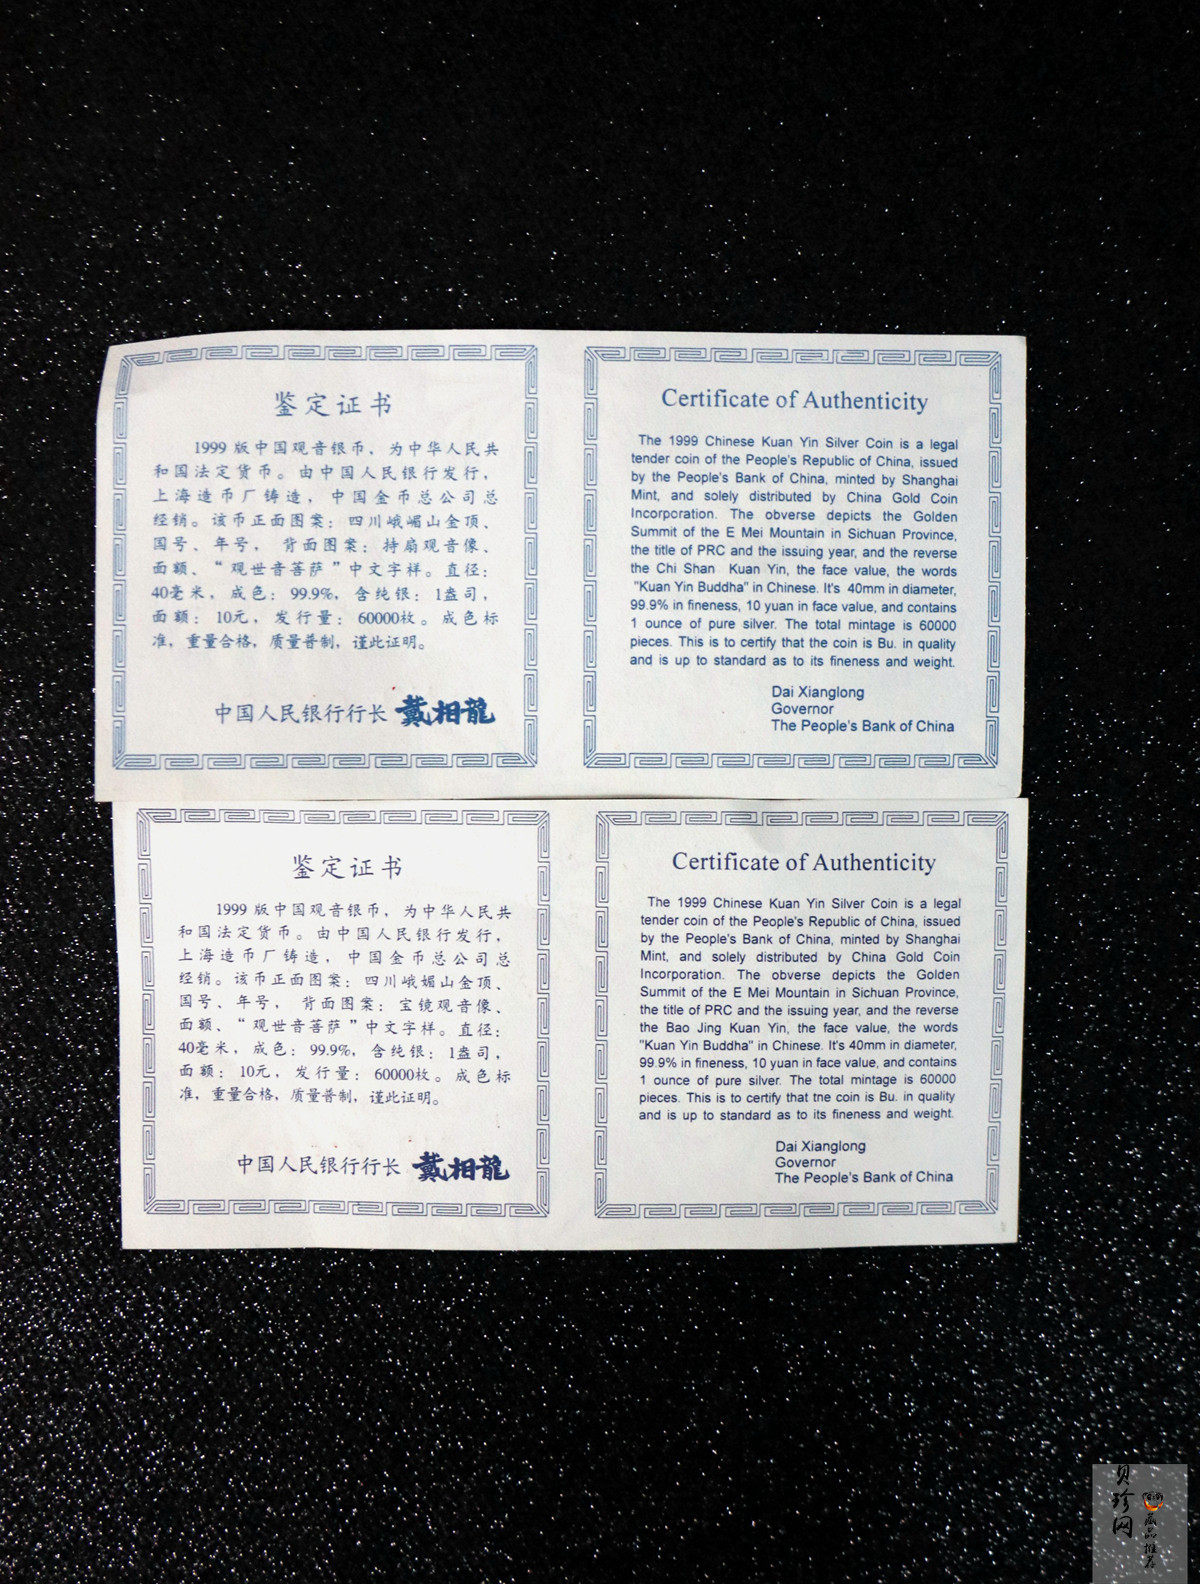 鉴定证书
1999 版中国观音银币，为中华人民共
和国法定货币。由中国人民银行发行，
上海造币厂铸造，中国金币总公司总
经销。该币正面图案：四川峨嵋山金顶、
国号、年号， 背面图案：持扇观音像、
面额、“观世音菩萨”中文字样。直径：
40毫米，成色：99.9%，含纯银：1盎司，
面额：10元，发行量：60000枚。成色标
准，重量合格，质量普制，谨此证明。
中国人民银行行长 戴相龍
Certificate of Authenticity
The 1999 Chinese Kuan Yin Silver Coin is a legal
tender coin of the People's Republic of China, issued
by the People's Bank of China, minted by Shanghai
Mint, and solely distributed by China Gold Coin
Incorporation. The obverse depicts the Golden
Summit of the E Mei Mountain in Sichuan Province,
the title of PRC and the issuing year, and the reverse
the Chi Shan Kuan Yin, the face value, the words
"Kuan Yin Buddha" in Chinese. It's 40mm in diameter,
99.9% in fineness, 10 yuan in face value, and contains
1 ounce of pure silver. The total mintage is 60000
pieces. This is to certify that the coin is Bu. in quality
and is up to standard as to its fineness and weight.
Dai Xianglong
Governor
The People's Bank of China
鉴定证书
1999 版中国观音银币，为中华人民共
和国法定货币。由中国人民银行发行，
上海造币厂铸造，中国金币总公司总
经销。该币正面图案：四川峨嵋山金顶、
国号、年号， 背面图案：宝镜观音像、
面额、“观世音菩萨”中文字样。直径：
40毫米，成色：99.9%，含纯银：1盎司，
面额：10元，发行量：60000枚。成色标
准，重量合格，质量普制，谨此证明。
中国人民银行行长 戴相龍
Certificate of Authenticity
The 1999 Chinese Kuan Yin Silver Coin is a legal
tender coin of the People's Republic of China, issued
by the People's Bank of China, minted by Shanghai
Mint, and solely distributed by China Gold Coin
Incorporation. The obverse depicts the Golden
Summit of the E Mei Mountain in Sichuan Province,
the title of PRC and the issuing year, and the reverse
the Bao Jing Kuan Yin, the face value, the words
"Kuan Yin Buddha" in Chinese. It's 40mm in diameter,
99.9% in fineness, 10 yuan in face value, and contains
1 ounce of pure silver. The total mintage is 60000
pieces. This is to certify that tne coin is Bu. in quality
and is up to standard as to its fineness and weight.
Dai Xianglong
Governor
The People's Bank of China
贝珍网
藏品推荐